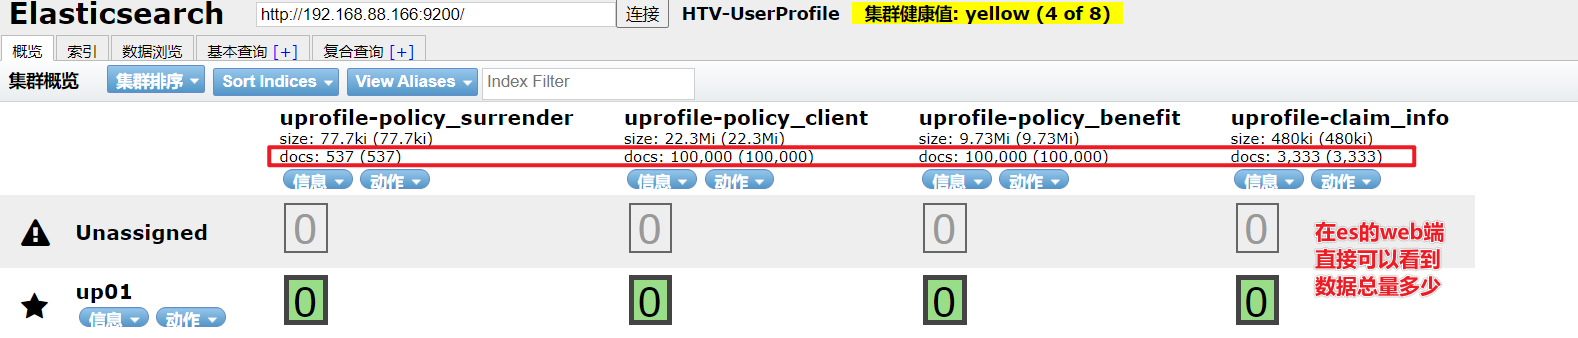 Elasticsearch http://192.168.88.166:9200/ 连接 HTV-UserProfile 集群健康值: yellow (4 of 8)
概览 索引 数据浏览 基本查询 [+] 复合查询 [+]
集群概览 集群排序 Sort Indices View Aliases Index Filter
uprofile-policy_surrender uprofile-policy_client uprofile-policy_benefit uprofile-claim_info
size: 77.7ki (77.7ki) size: 22.3Mi (22.3Mi) size: 9.73Mi (9.73Mi) size: 480ki (480ki)
docs: 537 (537) docs: 100,000 (100,000) docs: 100,000 (100,000) docs: 3,333 (3,333)
信息 动作 信息 动作 信息 动作 信息 动作
Unassigned 0 0 0 0
在es的web端
直接可以看到
数据总量多少
up01 0 0 0 0
信息 动作